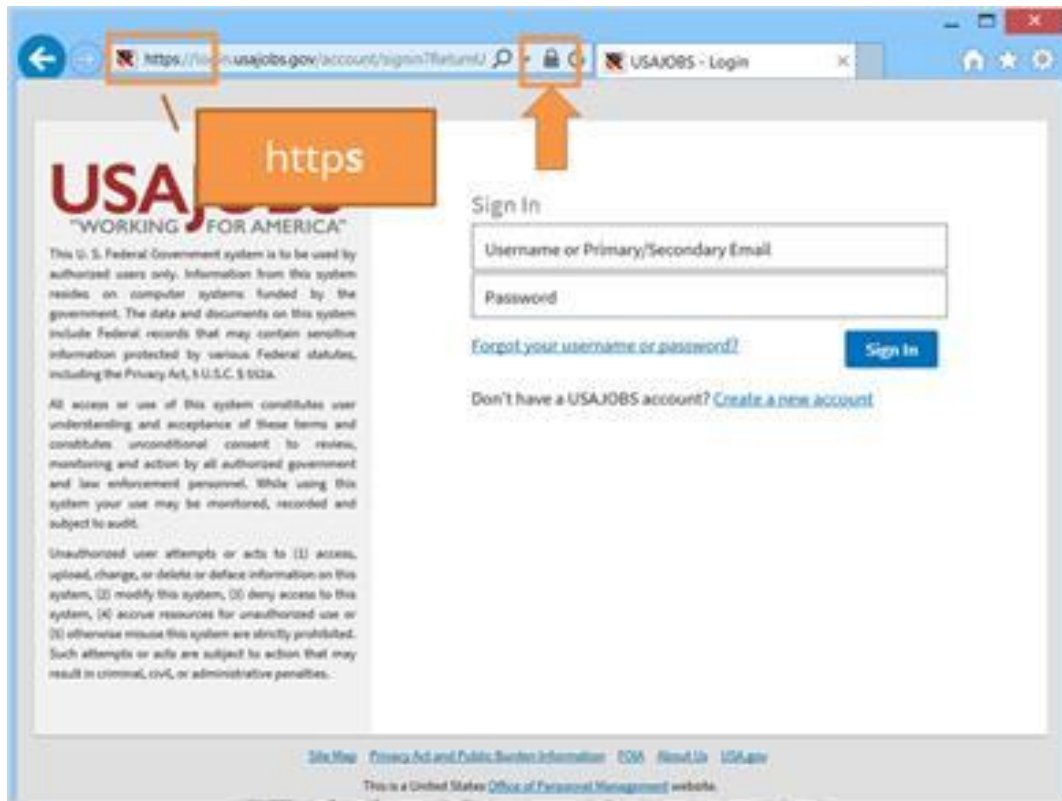 https://login.usajobs.gov/account/signin?ReturnU
USAJOBS - Login
https
USAJOBS
"WORKING FOR AMERICA"
This U. S. Federal Government system is to be used by
authorized users only. Information from this system
resides on computer systems funded by the
government. The data and documents on this system
include Federal records that may contain sensitive
information protected by various Federal statutes,
including the Privacy Act, 5 U.S.C. § 552a.
All access or use of this system constitutes user
understanding and acceptance of these terms and
constitutes unconditional consent to review,
monitoring and action by all authorized government
and law enforcement personnel. While using this
system your use may be monitored, recorded and
subject to audit.
Unauthorized user attempts or acts to (1) access,
upload, change, or delete or deface information on this
system, (2) modify this system, (3) deny access to this
system, (4) accrue resources for unauthorized use or
(5) otherwise misuse this system are strictly prohibited.
Such attempts or acts are subject to action that may
result in criminal, civil, or administrative penalties.
Sign In
Username or Primary/Secondary Email
Password
Forgot your username or password?
Sign In
Don't have a USAJOBS account? Create a new account
Site Map Privacy Act and Public Burden Information FOIA About Us USA.gov
This is a United States Office of Personnel Management website.